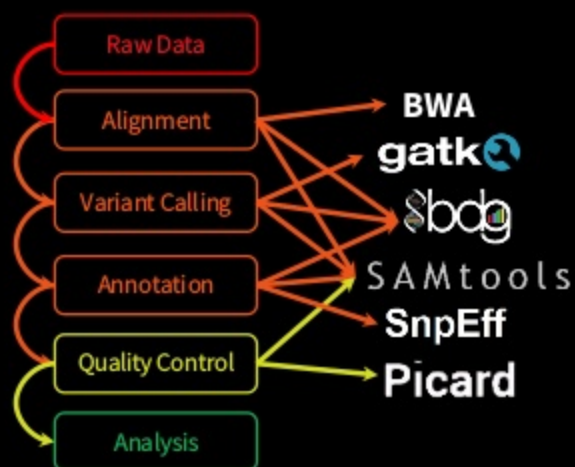 Raw Data
Alignment
Variant Calling
Annotation
Quality Control
Analysis
BWA
gatk
bdg
SAMtools
SnpEff
Picard